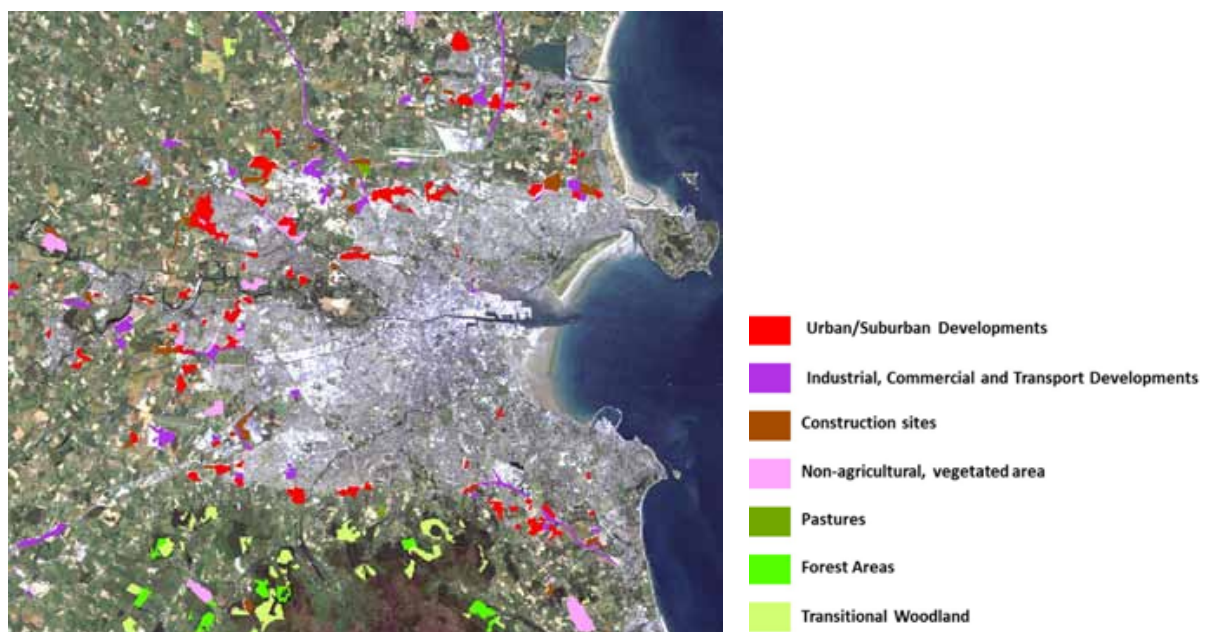 Urban/Suburban Developments
Industrial, Commercial and Transport Developments
Construction sites
Non-agricultural, vegetated area
Pastures
Forest Areas
Transitional Woodland